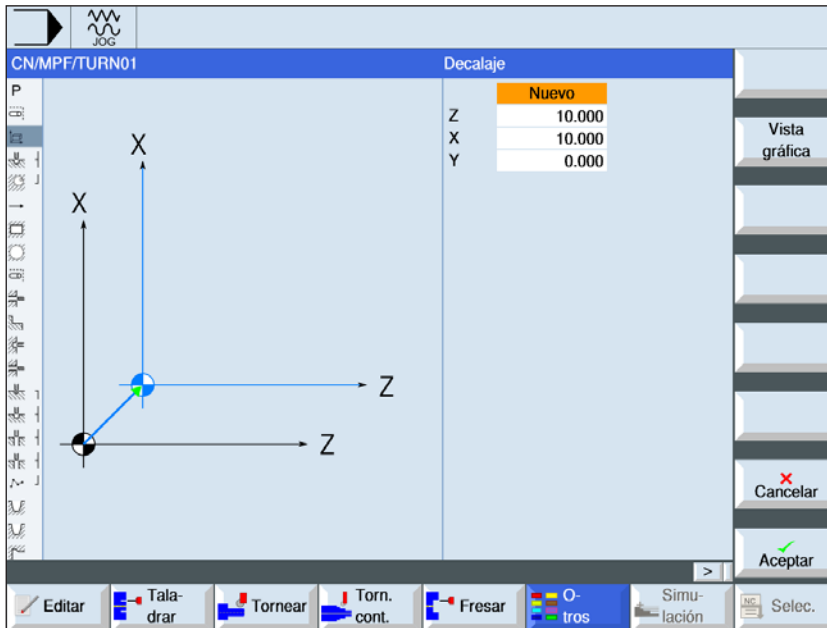 JOG
CN/MPF/TURN01
Decalaje
P
Nuevo
Z 10.000
X 10.000
Y 0.000
X
X
Z
Z
Vista
gráfica
Cancelar
Aceptar
>
Editar
Tala-
drar
Tornear
Torn.
cont.
Fresar
O-
tros
Simu-
lación
NC
Selec.